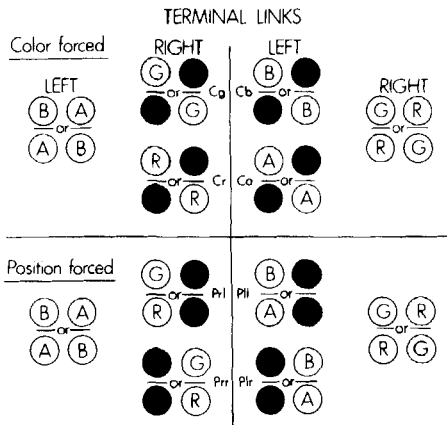 TERMINAL LINKS
Color forced
RIGHT LEFT
LEFT RIGHT
G B
or Cg Cb or
G B
B A G R
or or
A B R G
R A
or Cr Ca or
R A
Position forced
G B
or Prl Pll or
R A
B A G R
or or
A B R G
G B
or Prr Plr or
R A